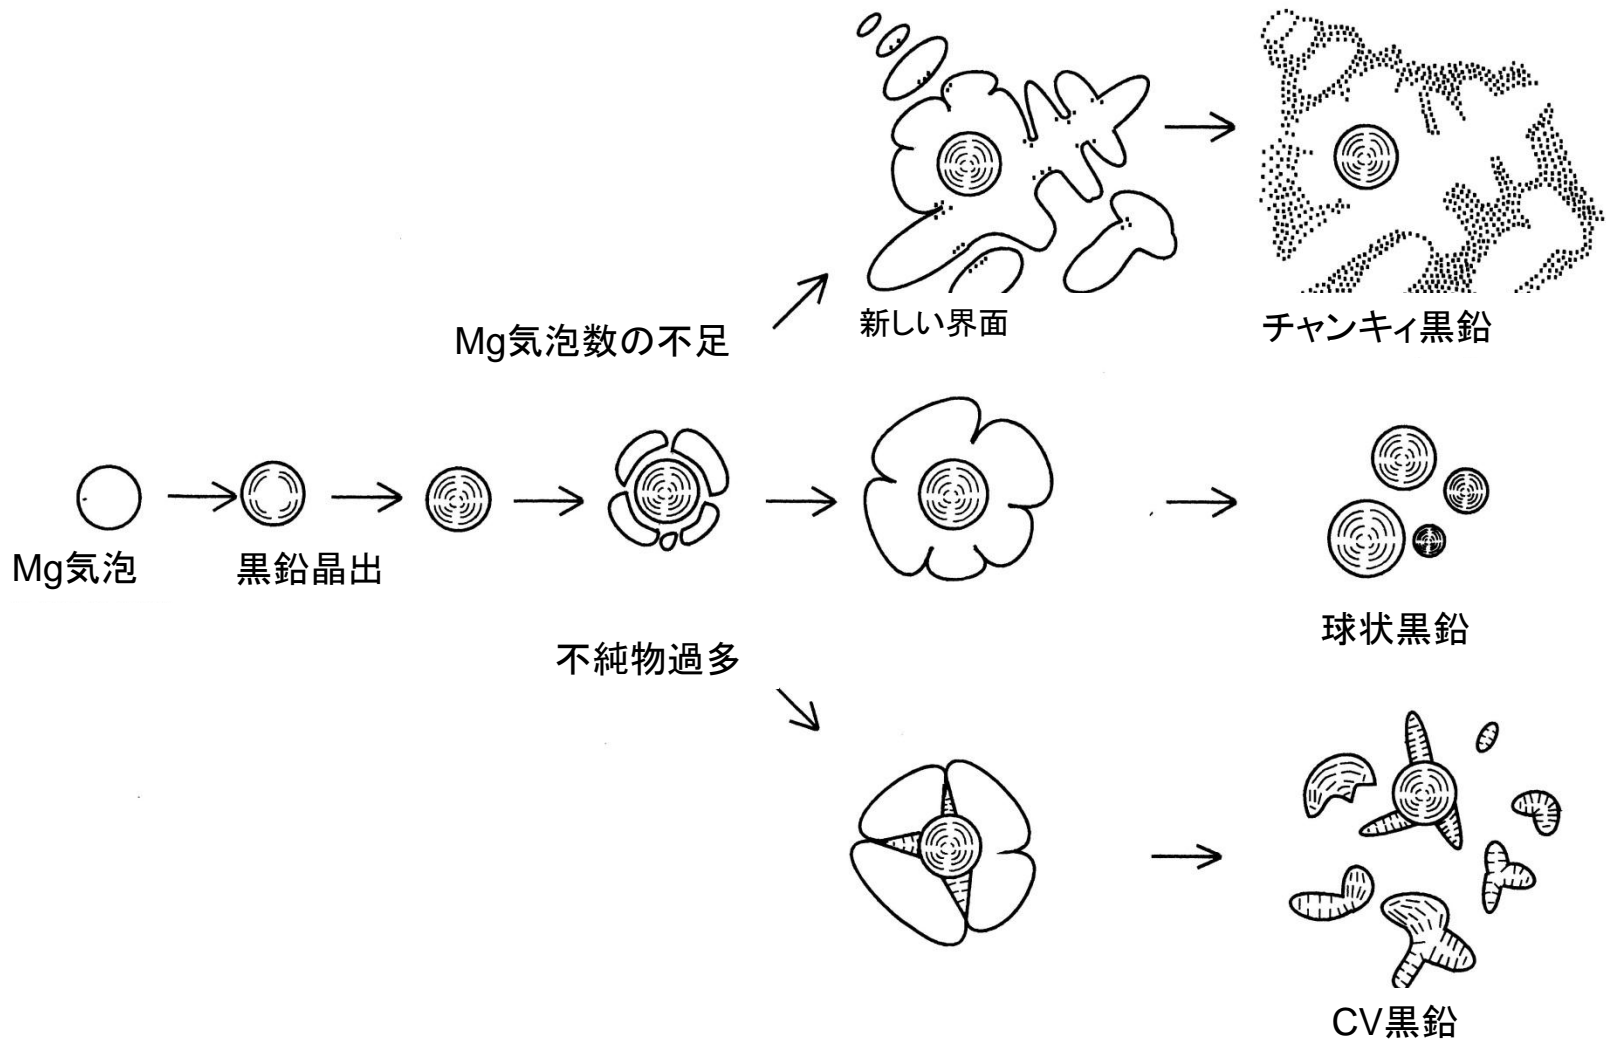 新しい界面
チャンキィ黒鉛
Mg気泡数の不足
Mg気泡
黒鉛晶出
球状黒鉛
不純物過多
CV黒鉛